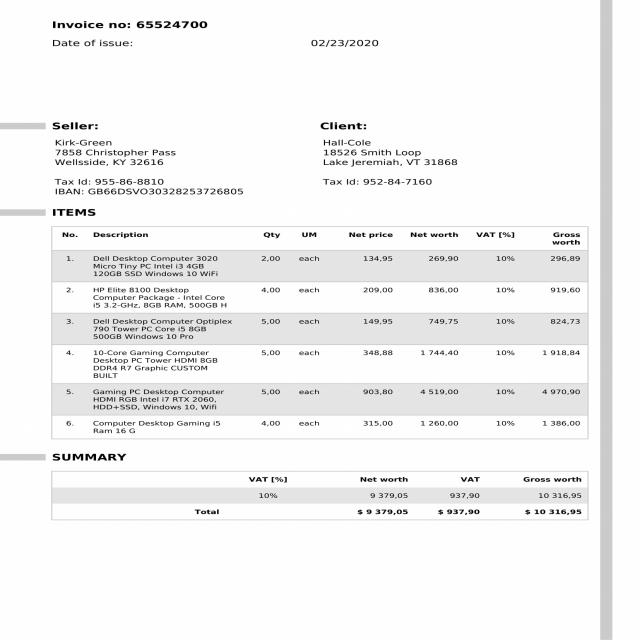 Invoice no: 65524700
Date of issue: 02/23/2020
Seller: Client:
Kirk-Green Hall-Cole
7858 Christopher Pass 18526 Smith Loop
Wellsside, KY 32616 Lake Jeremiah, VT 31868
Tax Id: 955-86-8810 Tax Id: 952-84-7160
IBAN: GB66DSVO30328253726805
ITEMS
No. Description Qty UM Net price Net worth VAT [%] Gross
worth
1. Dell Desktop Computer 3020 2,00 each 134,95 269,90 10% 296,89
Micro Tiny PC Intel i3 4GB
120GB SSD Windows 10 WiFi
2. HP Elite 8100 Desktop 4,00 each 209,00 836,00 10% 919,60
Computer Package - Intel Core
i5 3.2-GHz, 8GB RAM, 500GB H
3. Dell Desktop Computer Optiplex 5,00 each 149,95 749,75 10% 824,73
790 Tower PC Core i5 8GB
500GB Windows 10 Pro
4. 10-Core Gaming Computer 5,00 each 348,88 1 744,40 10% 1 918,84
Desktop PC Tower HDMI 8GB
DDR4 R7 Graphic CUSTOM
BUILT
5. Gaming PC Desktop Computer 5,00 each 903,80 4 519,00 10% 4 970,90
HDMI RGB Intel i7 RTX 2060,
HDD+SSD, Windows 10, Wifi
6. Computer Desktop Gaming i5 4,00 each 315,00 1 260,00 10% 1 386,00
Ram 16 G
SUMMARY
VAT [%] Net worth VAT Gross worth
10% 9 379,05 937,90 10 316,95
Total $ 9 379,05 $ 937,90 $ 10 316,95